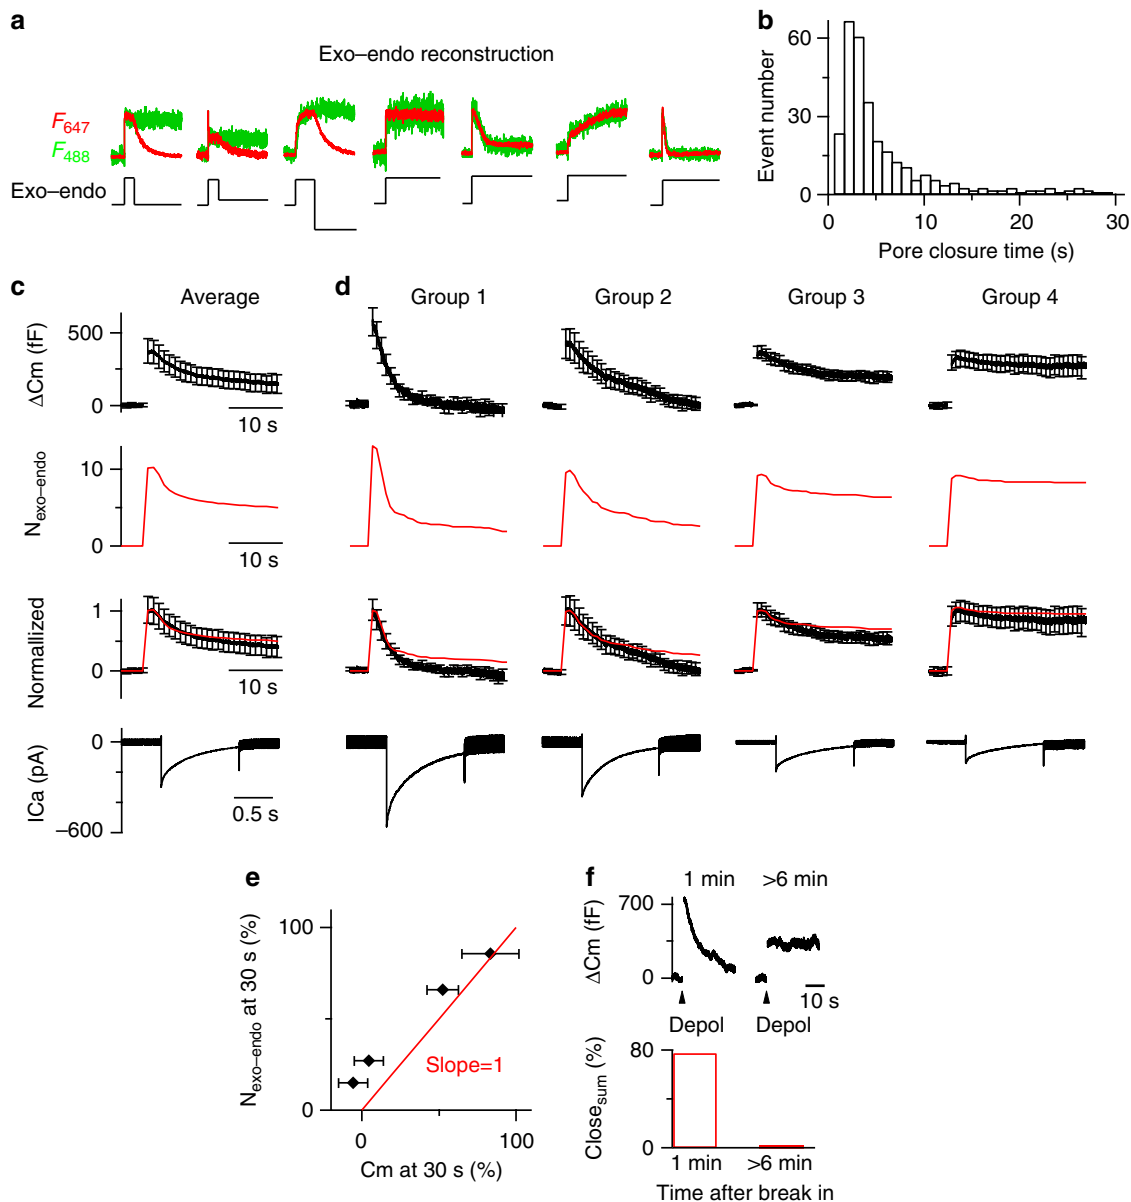 a
Exo–endo reconstruction
F647
F488
Exo–endo
b
Event number
60
30
0
0 10 20 30
Pore closure time (s)
c
Average
d
Group 1 Group 2 Group 3 Group 4
ΔCm (fF)
500
0
10 s
Nexo–endo
10
0
10 s
Normallized
1
0
10 s
ICa (pA)
0
–600
0.5 s
e
Nexo–endo at 30 s (%)
100
0
Slope=1
0 100
Cm at 30 s (%)
f
1 min >6 min
ΔCm (fF)
700
0
10 s
Depol Depol
Closesum (%)
80
0
1 min >6 min
Time after break in